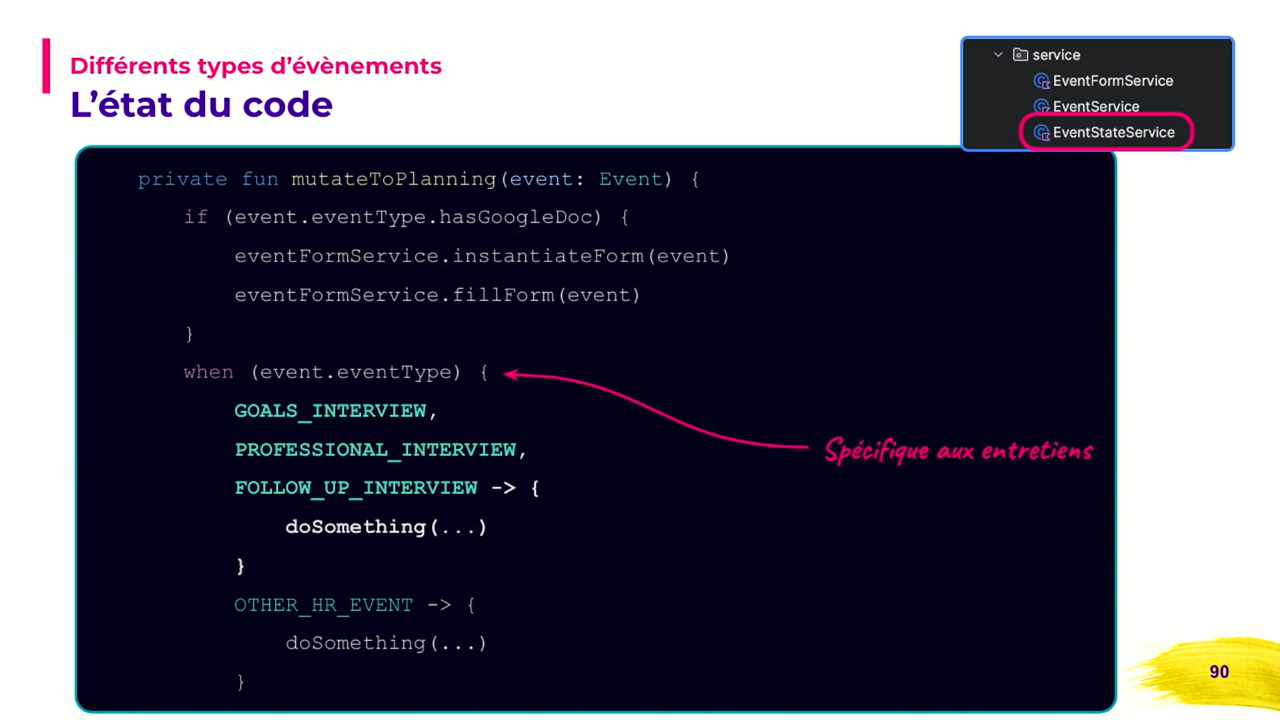 Différents types d'évènements
L'état du code
service
EventFormService
EventService
EventStateService
private fun mutateToPlanning(event: Event) {
if (event.eventType.hasGoogleDoc) {
eventFormService.instantiateForm(event)
eventFormService.fillForm(event)
}
when (event.eventType) {
GOALS_INTERVIEW,
PROFESSIONAL_INTERVIEW,
Spécifique aux entretiens
FOLLOW_UP_INTERVIEW -> {
doSomething(...)
}
OTHER_HR_EVENT -> {
doSomething(...)
}
90